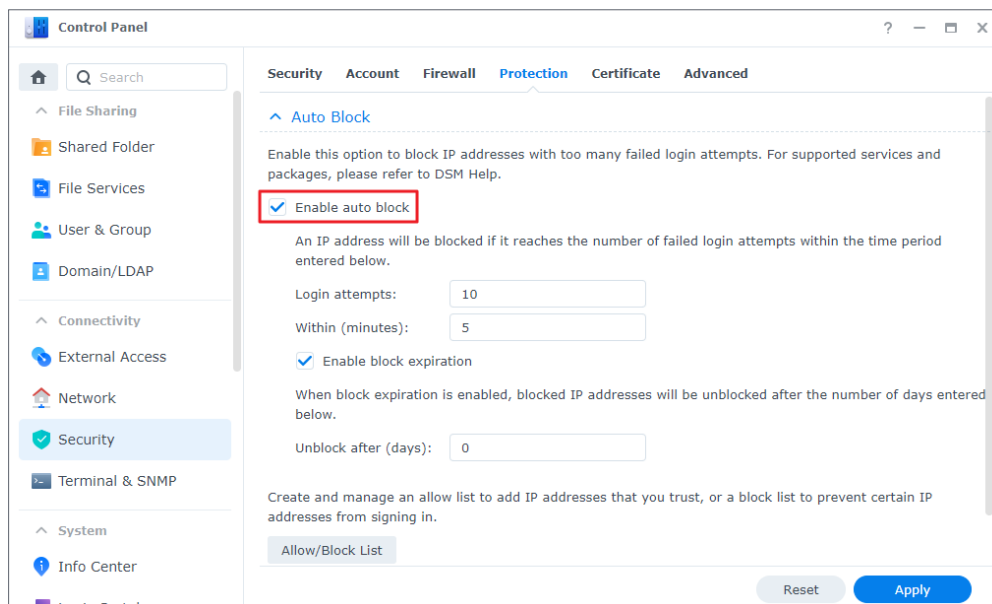 Control Panel
?
Search
File Sharing
Shared Folder
File Services
User & Group
Domain/LDAP
Connectivity
External Access
Network
Security
Terminal & SNMP
System
Info Center
Security Account Firewall Protection Certificate Advanced
Auto Block
Enable this option to block IP addresses with too many failed login attempts. For supported services and
packages, please refer to DSM Help.
Enable auto block
An IP address will be blocked if it reaches the number of failed login attempts within the time period
entered below.
Login attempts: 10
Within (minutes): 5
Enable block expiration
When block expiration is enabled, blocked IP addresses will be unblocked after the number of days entered
below.
Unblock after (days): 0
Create and manage an allow list to add IP addresses that you trust, or a block list to prevent certain IP
addresses from signing in.
Allow/Block List
Reset Apply